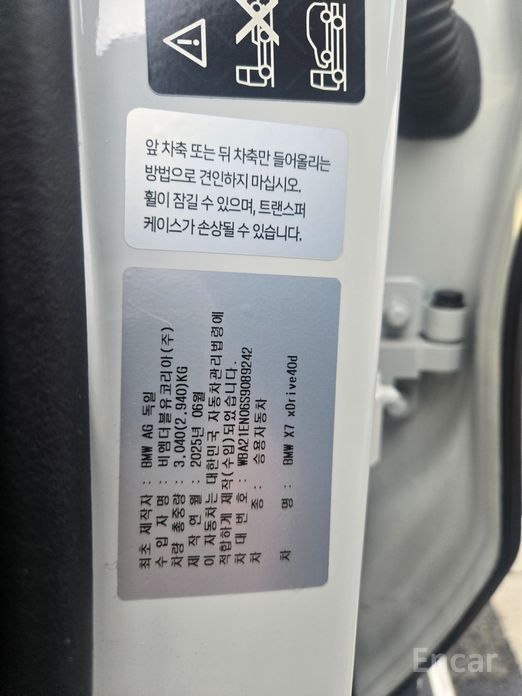 앞 차축 또는 뒤 차축만 들어올리는
방법으로 견인하지 마십시오.
휠이 잠길 수 있으며, 트랜스퍼
케이스가 손상될 수 있습니다.
최초 제작자 : BMW AG 독일
수 입 자 명 : 비엠더블유코리아(주)
차량 총중량 : 3,040(2,940)KG
제 작 연 월 : 2025년 06월
이 자동차는 대한민국 자동차관리법령에
적합하게 제작(수입)되었습니다.
차 대 번 호 : WBA21EN06S9089242
차 종 : 승용자동차
차 명 : BMW X7 xDrive40d
Encar